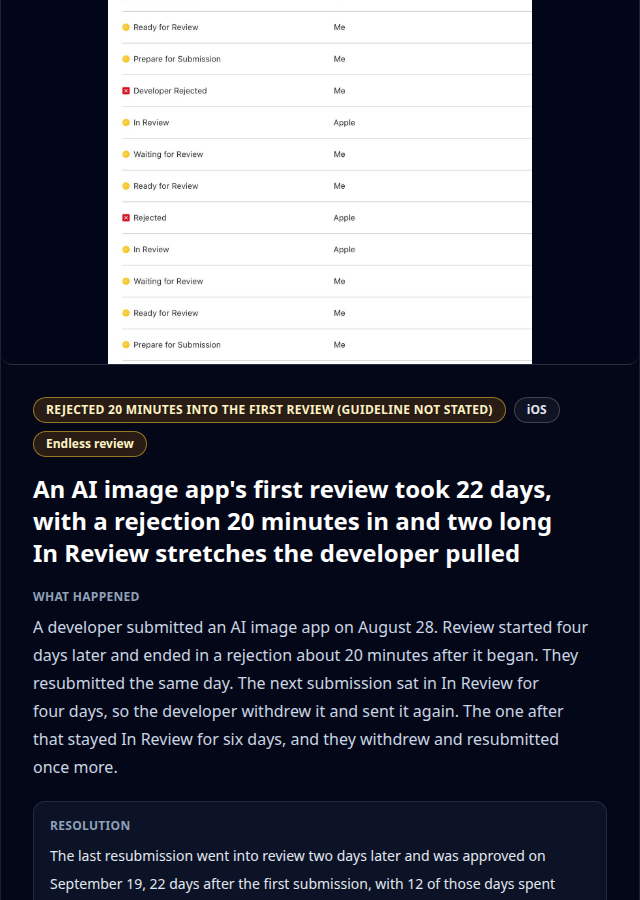 Ready for Review Me
Prepare for Submission Me
Developer Rejected Me
In Review Apple
Waiting for Review Me
Ready for Review Me
Rejected Apple
In Review Apple
Waiting for Review Me
Ready for Review Me
Prepare for Submission Me
REJECTED 20 MINUTES INTO THE FIRST REVIEW (GUIDELINE NOT STATED) iOS
Endless review
An AI image app's first review took 22 days,
with a rejection 20 minutes in and two long
In Review stretches the developer pulled
WHAT HAPPENED
A developer submitted an AI image app on August 28. Review started four
days later and ended in a rejection about 20 minutes after it began. They
resubmitted the same day. The next submission sat in In Review for
four days, so the developer withdrew it and sent it again. The one after
that stayed In Review for six days, and they withdrew and resubmitted
once more.
RESOLUTION
The last resubmission went into review two days later and was approved on
September 19, 22 days after the first submission, with 12 of those days spent